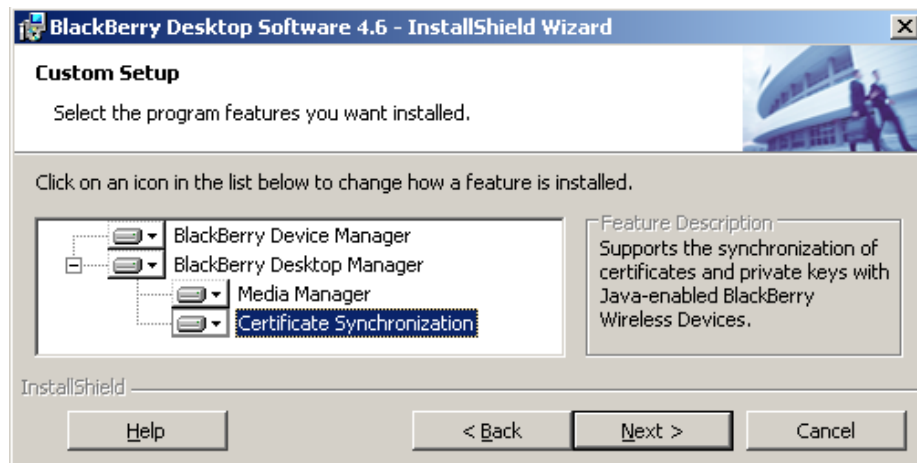 BlackBerry Desktop Software 4.6 - InstallShield Wizard
Custom Setup
Select the program features you want installed.
Click on an icon in the list below to change how a feature is installed.
BlackBerry Device Manager
BlackBerry Desktop Manager
Media Manager
Certificate Synchronization
Feature Description
Supports the synchronization of
certificates and private keys with
Java-enabled BlackBerry
Wireless Devices.
InstallShield
Help
< Back
Next >
Cancel